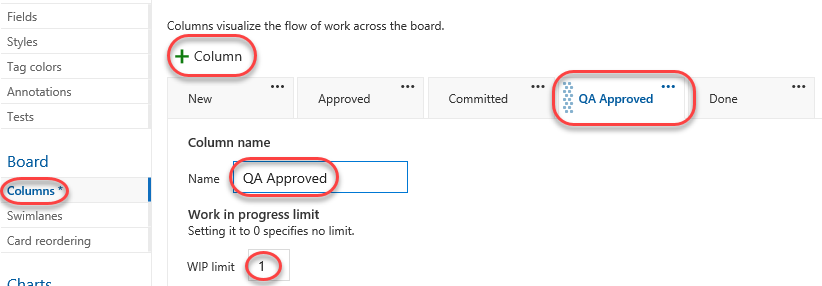 Fields
Styles
Tag colors
Annotations
Tests
Board
Columns *
Swimlanes
Card reordering
Charts
Columns visualize the flow of work across the board.
+ Column
New ••• Approved ••• Committed ••• QA Approved ••• Done •••
Column name
Name QA Approved
Work in progress limit
Setting it to 0 specifies no limit.
WIP limit 1